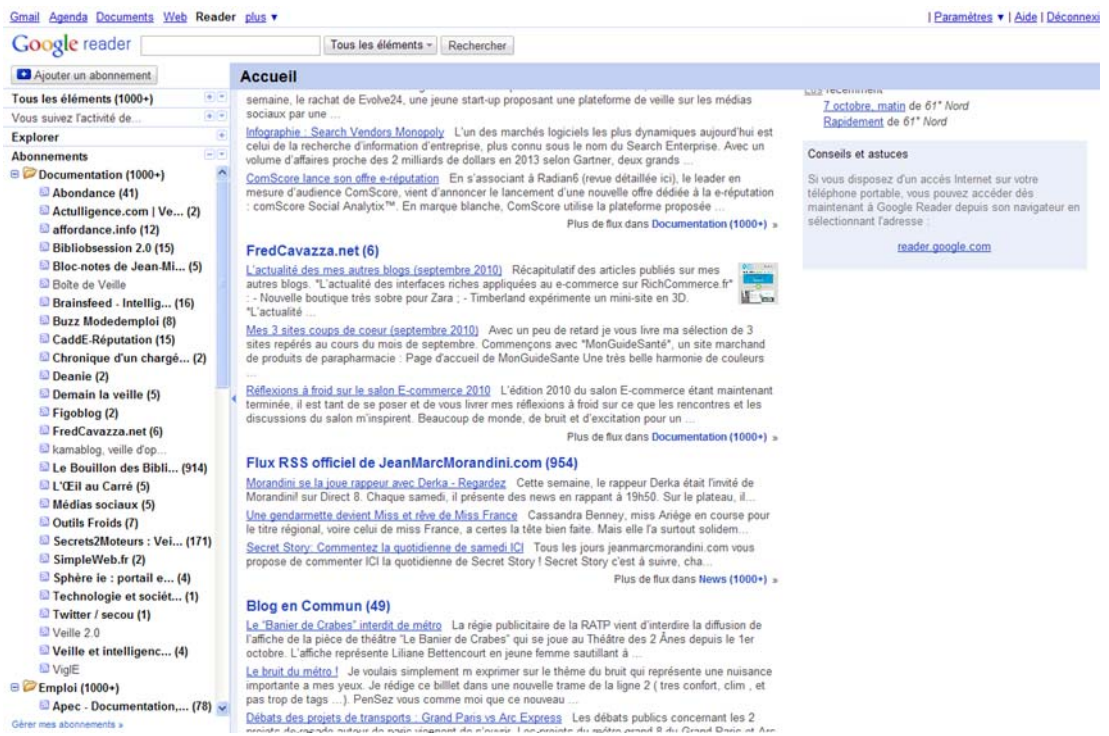 Gmail Agenda Documents Web Reader plus ▼
| Paramètres ▼ | Aide | Déconnexi
Google reader
Tous les éléments
Rechercher
Ajouter un abonnement
Tous les éléments (1000+)
Vous suivez l'activité de...
Explorer
Abonnements
Documentation (1000+)
Abondance (41)
Actulligence.com | Ve... (2)
affordance.info (12)
Bibliobsession 2.0 (15)
Bloc-notes de Jean-Mi... (5)
Boîte de Veille
Brainsfeed - Intellig... (16)
Buzz Modedemploi (8)
CaddE-Réputation (15)
Chronique d'un chargé... (2)
Deanie (2)
Demain la veille (5)
Figoblog (2)
FredCavazza.net (6)
kamablog, veille d'op...
Le Bouillon des Bibli... (914)
L'Œil au Carré (5)
Médias sociaux (5)
Outils Froids (7)
Secrets2Moteurs : Vei... (171)
SimpleWeb.fr (2)
Sphère ie : portail e... (4)
Technologie et sociét... (1)
Twitter / secou (1)
Veille 2.0
Veille et intelligenc... (4)
VigIE
Emploi (1000+)
Apec - Documentation,... (78)
Gérer mes abonnements »
Accueil
semaine, le rachat de Evolve24, une jeune start-up proposant une plateforme de veille sur les médias
sociaux par une ...
Infographie : Search Vendors Monopoly L'un des marchés logiciels les plus dynamiques aujourd'hui est
celui de la recherche d'information d'entreprise, plus connu sous le nom du Search Enterprise. Avec un
volume d'affaires proche des 2 milliards de dollars en 2013 selon Gartner, deux grands ...
ComScore lance son offre e-réputation En s'associant à Radian6 (revue détaillée ici), le leader en
mesure d'audience ComScore, vient d'annoncer le lancement d'une nouvelle offre dédiée à la e-réputation
: comScore Social Analytix™. En marque blanche, ComScore utilise la plateforme proposée ...
Plus de flux dans Documentation (1000+) »
FredCavazza.net (6)
L'actualité des mes autres blogs (septembre 2010) Récapitulatif des articles publiés sur mes
autres blogs. "L'actualité des interfaces riches appliquées au e-commerce sur RichCommerce.fr"
: - Nouvelle boutique très sobre pour Zara ; - Timberland expérimente un mini-site en 3D.
"L'actualité ...
Mes 3 sites coups de coeur (septembre 2010) Avec un peu de retard je vous livre ma sélection de 3
sites repérés au cours du mois de septembre. Commençons avec "MonGuideSante", un site marchand
de produits de parapharmacie : Page d'accueil de MonGuideSante Une très belle harmonie de couleurs
...
Réflexions à froid sur le salon E-commerce 2010 L'édition 2010 du salon E-commerce étant maintenant
terminée, il est tant de se poser et de vous livrer mes réflexions à froid sur ce que les rencontres et les
discussions du salon m'inspirent. Beaucoup de monde, de bruit et d'excitation pour un ...
Plus de flux dans Documentation (1000+) »
Flux RSS officiel de JeanMarcMorandini.com (954)
Morandini se la joue rappeur avec Derka - Regardez Cette semaine, le rappeur Derka était l'invité de
Morandini! sur Direct 8. Chaque samedi, il présente des news en rappant à 19h50. Sur le plateau, il...
Une gendarmette devient Miss et rêve de Miss France Cassandra Benney, miss Ariège en course pour
le titre régional, voire celui de miss France, a certes la tête bien faite. Mais elle l'a surtout solidem...
Secret Story: Commentez la quotidienne de samedi ICI Tous les jours jeanmarcmorandini.com vous
propose de commenter ICI la quotidienne de Secret Story ! Secret Story c'est à suivre, cha...
Plus de flux dans News (1000+) »
Blog en Commun (49)
Le "Banier de Crabes" interdit de métro La régie publicitaire de la RATP vient d'interdire la diffusion de
l'affiche de la pièce de théâtre "Le Banier de Crabes" qui se joue au Théâtre des 2 Ânes depuis le 1er
octobre. L'affiche représente Liliane Bettencourt en jeune femme sautillant à ...
Le bruit du métro ! Je voulais simplement m exprimer sur le thème du bruit qui représente une nuisance
importante a mes yeux. Je rédige ce billlet dans une nouvelle trame de la ligne 2 ( tres confort, clim , et
pas trop de tags ...). PenSez vous comme moi que ce nouveau ...
Débats des projets de transports : Grand Paris vs Arc Express Les débats publics concernant les 2
Lus récemment
7 octobre, matin de 61° Nord
Rapidement de 61° Nord
Conseils et astuces
Si vous disposez d'un accès Internet sur votre
téléphone portable, vous pouvez accéder dès
maintenant à Google Reader depuis son navigateur en
sélectionnant l'adresse :
reader.google.com